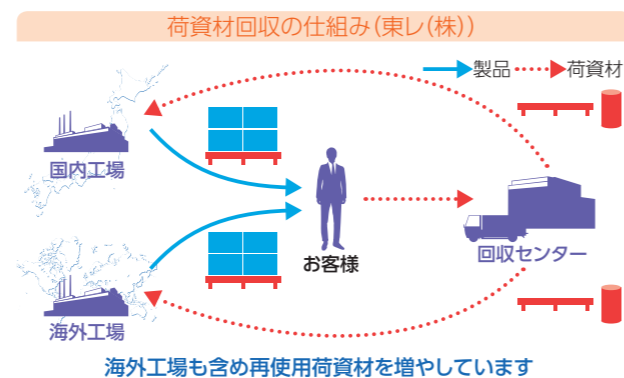 荷資材回収の仕組み（東レ（株））
製品
荷資材
国内工場
お客様
回収センター
海外工場
海外工場も含め再使用荷資材を増やしています